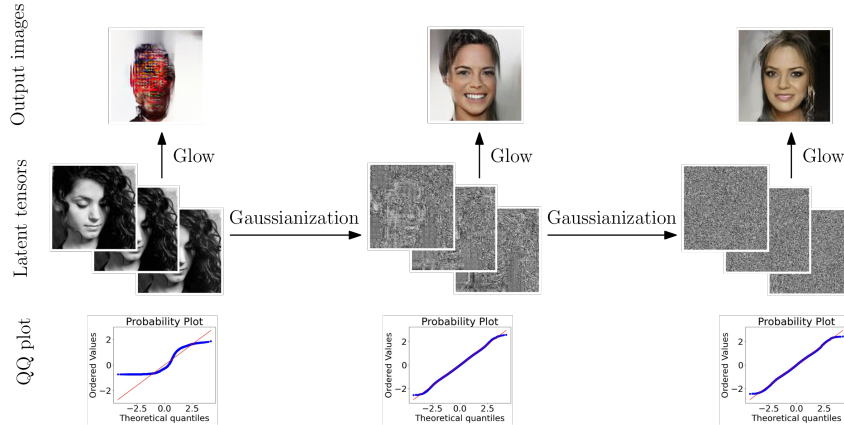 Output images
Glow
Glow
Glow
Latent tensors
Gaussianization
Gaussianization
QQ plot
Probability Plot
Ordered Values
2
0
−2
−2.5 0.0 2.5
Theoretical quantiles
Probability Plot
Ordered Values
2
0
−2
−2.5 0.0 2.5
Theoretical quantiles
Probability Plot
Ordered Values
2
0
−2
−2.5 0.0 2.5
Theoretical quantiles